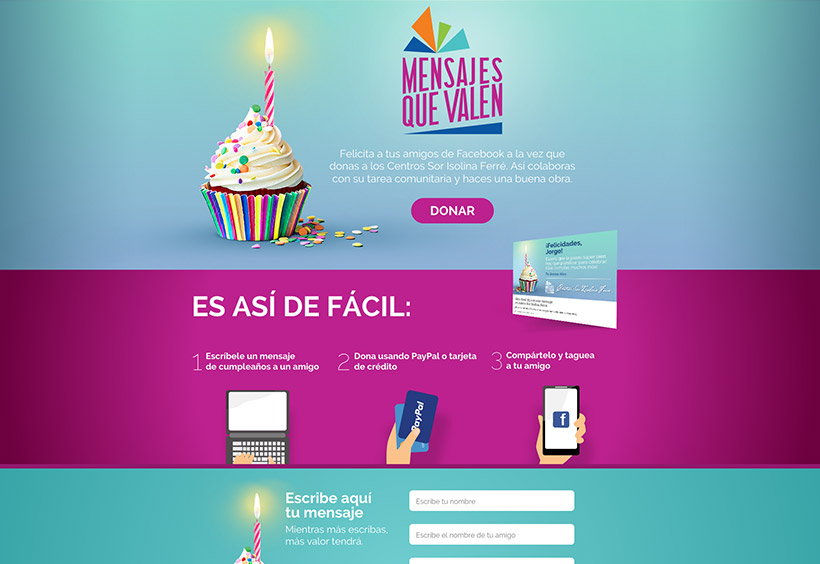 MENSAJES
QUE VALEN
Felicita a tus amigos de Facebook a la vez que
donas a los Centros Sor Isolina Ferré. Así colaboras
con su tarea comunitaria y haces una buena obra.
DONAR
¡Felicidades,
Jorge!
ES ASÍ DE FÁCIL:
1 Escríbele un mensaje
de cumpleaños a un amigo
2 Dona usando PayPal o tarjeta
de crédito
3 Compártelo y taguea
a tu amigo
PayPal
f
Escribe aquí
tu mensaje
Mientras más escribas,
más valor tendrá.
Escribe tu nombre
Escribe el nombre de tu amigo